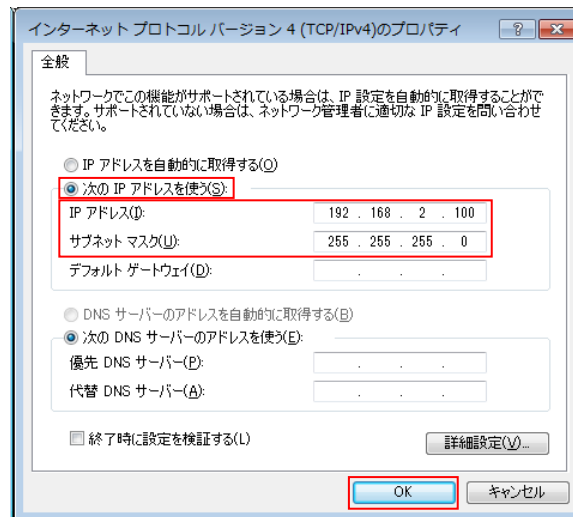 インターネット プロトコル バージョン 4 (TCP/IPv4)のプロパティ
全般
ネットワークでこの機能がサポートされている場合は、IP 設定を自動的に取得することがで
きます。サポートされていない場合は、ネットワーク管理者に適切な IP 設定を問い合わせ
てください。
IP アドレスを自動的に取得する(O)
次の IP アドレスを使う(S):
IP アドレス(I): 192 . 168 . 2 . 100
サブネット マスク(U): 255 . 255 . 255 . 0
デフォルト ゲートウェイ(D): . . .
DNS サーバーのアドレスを自動的に取得する(B)
次の DNS サーバーのアドレスを使う(E):
優先 DNS サーバー(P): . . .
代替 DNS サーバー(A): . . .
終了時に設定を検証する(L)
詳細設定(V)...
OK キャンセル